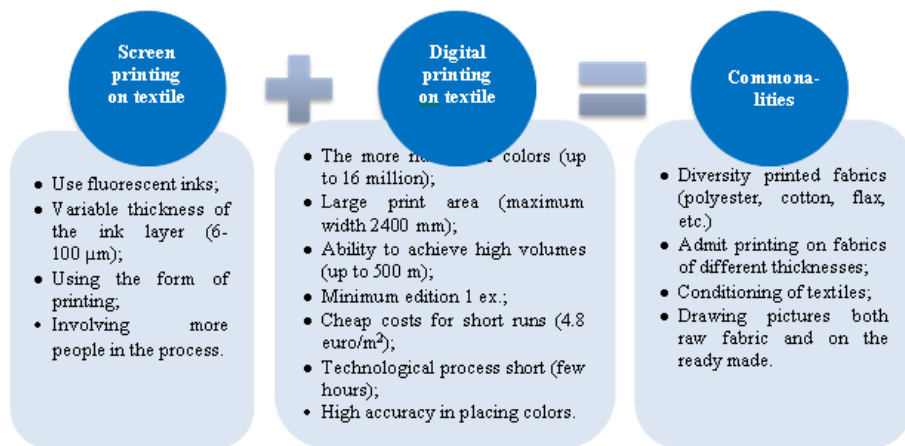 Screen
printing
on textile
Digital
printing
on textile
Commona-
lities
• Use fluorescent inks;
• Variable thickness of
the ink layer (6-
100 μm);
• Using the form of
printing;
• Involving more
people in the process.
• The more colors (up
to 16 million);
• Large print area (maximum
width 2400 mm);
• Ability to achieve high volumes
(up to 500 m);
• Minimum edition 1 ex.;
• Cheap costs for short runs (4.8
euro/m²);
• Technological process short (few
hours);
• High accuracy in placing colors.
• Diversity printed fabrics
(polyester, cotton, flax,
etc.)
• Admit printing on fabrics
of different thicknesses;
• Conditioning of textiles;
• Drawing pictures both
raw fabric and on the
ready made.